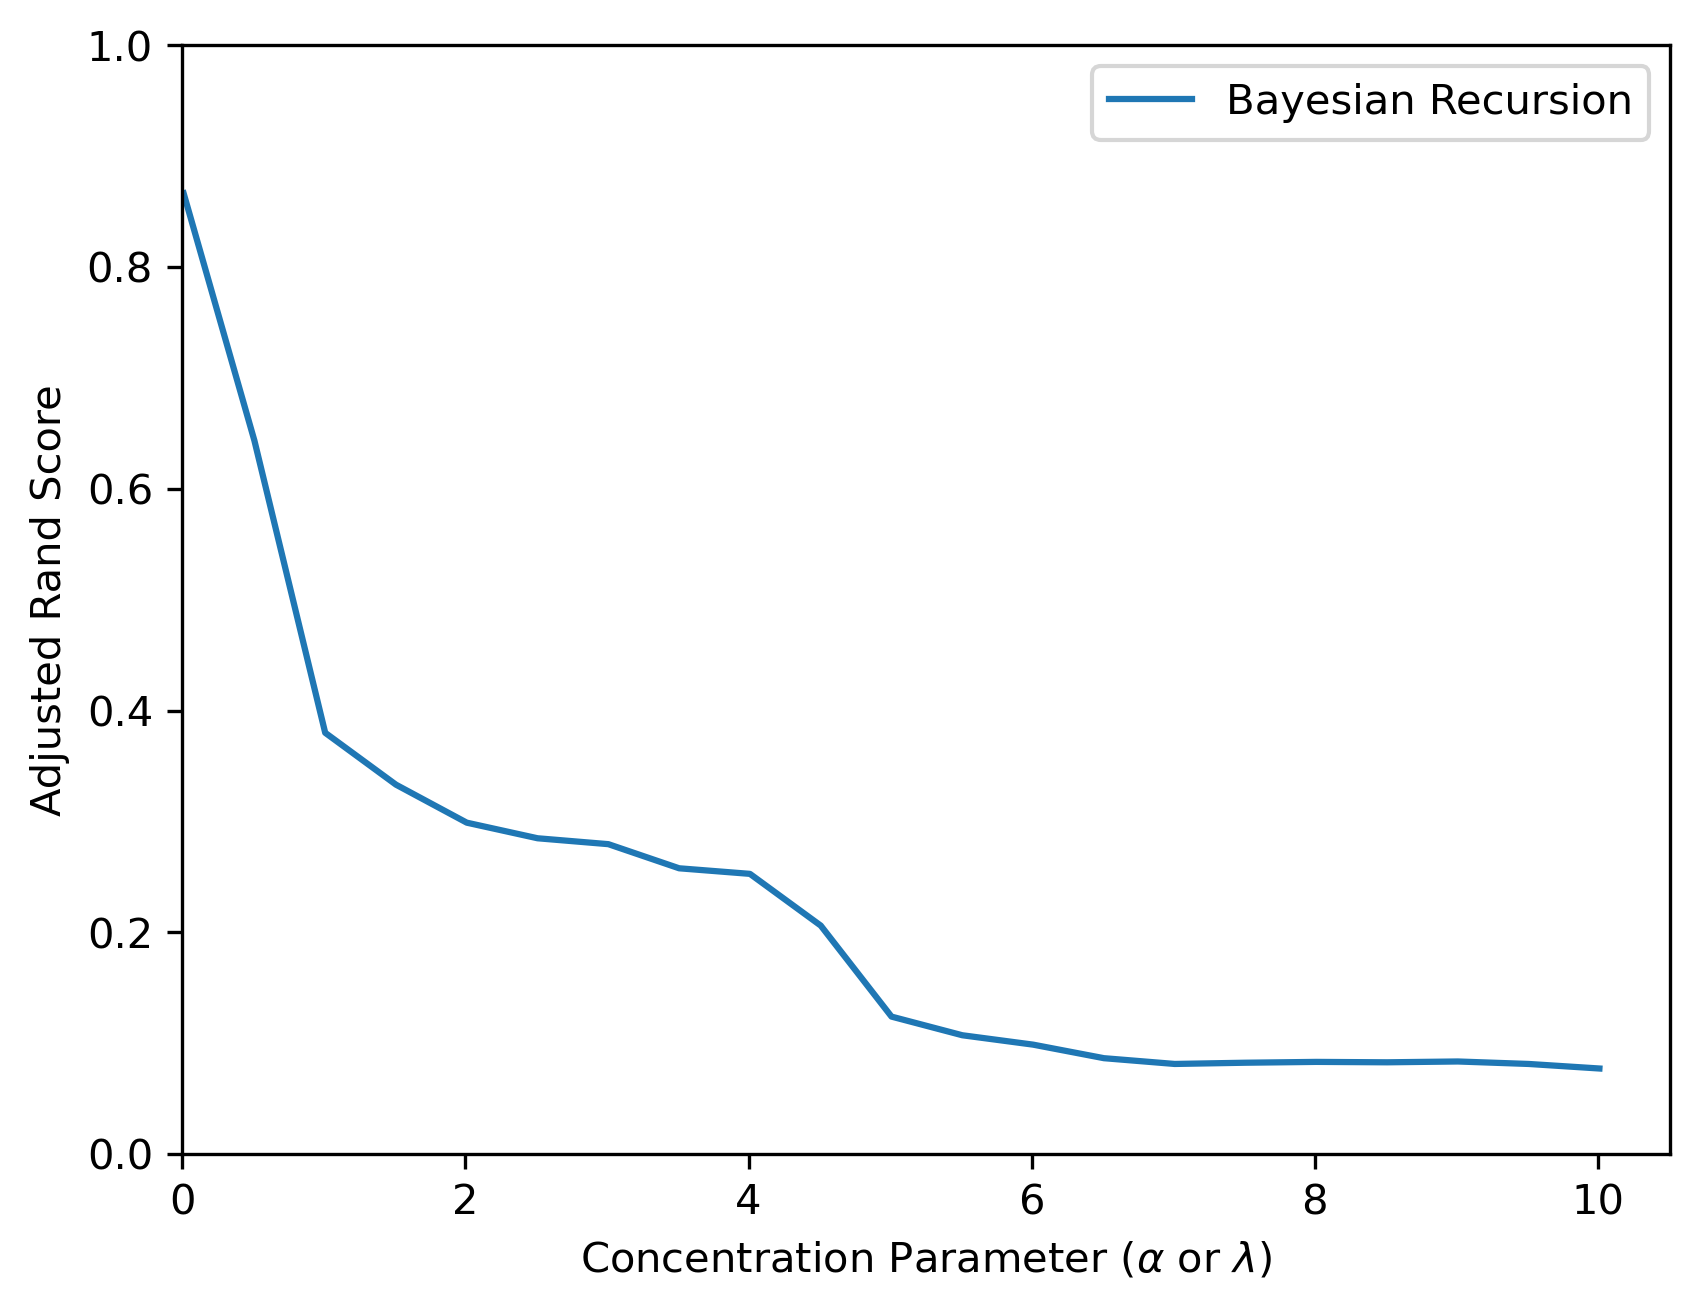 1.0
0.8
0.6
0.4
0.2
0.0
Adjusted Rand Score
Bayesian Recursion
0 2 4 6 8 10
Concentration Parameter (α or λ)